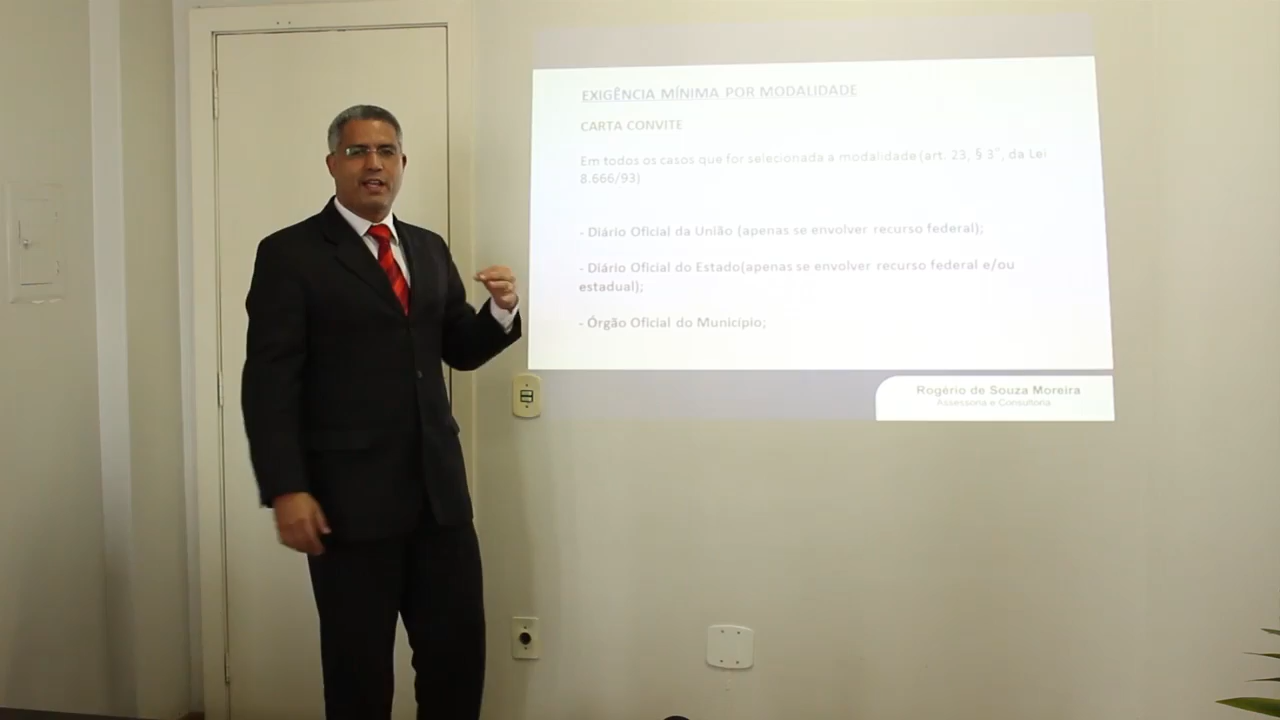 EXIGÊNCIA MÍNIMA POR MODALIDADE
CARTA CONVITE
Em todos os casos que for selecionada a modalidade (art. 23, § 3°, da Lei
8.666/93)
- Diário Oficial da União (apenas se envolver recurso federal);
- Diário Oficial do Estado(apenas se envolver recurso federal e/ou
estadual);
- Órgão Oficial do Município;
Rogério de Souza Moreira
Assessoria e Consultoria